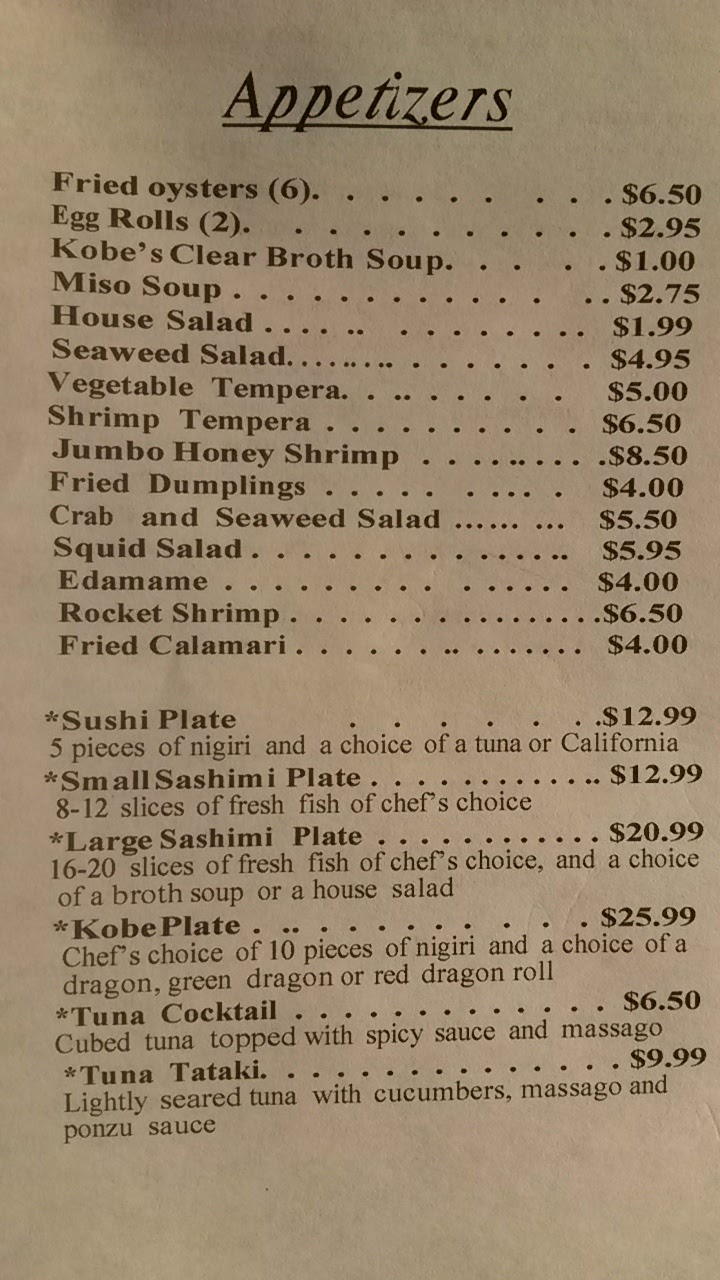 Appetizers
Fried oysters (6). . . . . . . . . . $6.50
Egg Rolls (2). . . . . . . . . . . . $2.95
Kobe's Clear Broth Soup. . . . . $1.00
Miso Soup . . . . . . . . . . . . .. $2.75
House Salad . . . . .. . . . . . . .. $1.99
Seaweed Salad. . . . .... . . . . . . . $4.95
Vegetable Tempera. . .. . . . . . $5.00
Shrimp Tempera . . . . . . . . . . $6.50
Jumbo Honey Shrimp . . . ..... . . .$8.50
Fried Dumplings . . . . . . ... . $4.00
Crab and Seaweed Salad ...... ... $5.50
Squid Salad . . . . . . . . . . . . . .. $5.95
Edamame . . . . . . . . . . . . . . . $4.00
Rocket Shrimp . . . . . . . . . . . . . . . .$6.50
Fried Calamari . . . . . . . .. . . . . . . $4.00
*Sushi Plate . . . . . . .$12.99
5 pieces of nigiri and a choice of a tuna or California
*Small Sashimi Plate . . . . . . . . . . . .. $12.99
8-12 slices of fresh fish of chef's choice
*Large Sashimi Plate . . . . . . . . . . . . $20.99
16-20 slices of fresh fish of chef's choice, and a choice
of a broth soup or a house salad
*Kobe Plate . .. . . . . . . . . . $25.99
Chef's choice of 10 pieces of nigiri and a choice of a
dragon, green dragon or red dragon roll
*Tuna Cocktail . . . . . . . . . . . . . $6.50
Cubed tuna topped with spicy sauce and massago
*Tuna Tataki. . . . . . . . . . . . . . . $9.99
Lightly seared tuna with cucumbers, massago and
ponzu sauce